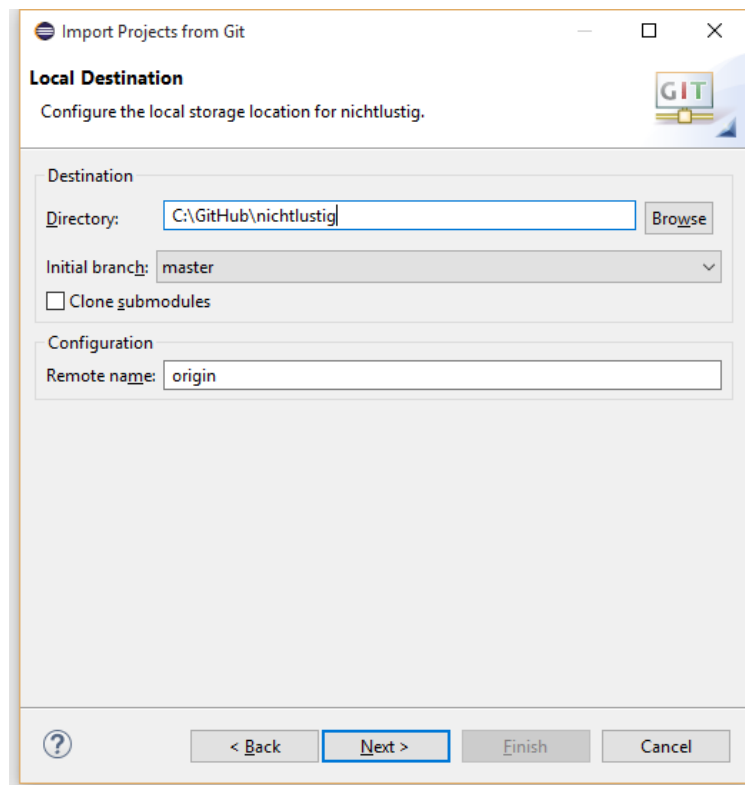 Import Projects from Git
Local Destination
Configure the local storage location for nichtlustig.
GIT
Destination
Directory: C:\GitHub\nichtlustig Browse
Initial branch: master
Clone submodules
Configuration
Remote name: origin
? < Back Next > Finish Cancel